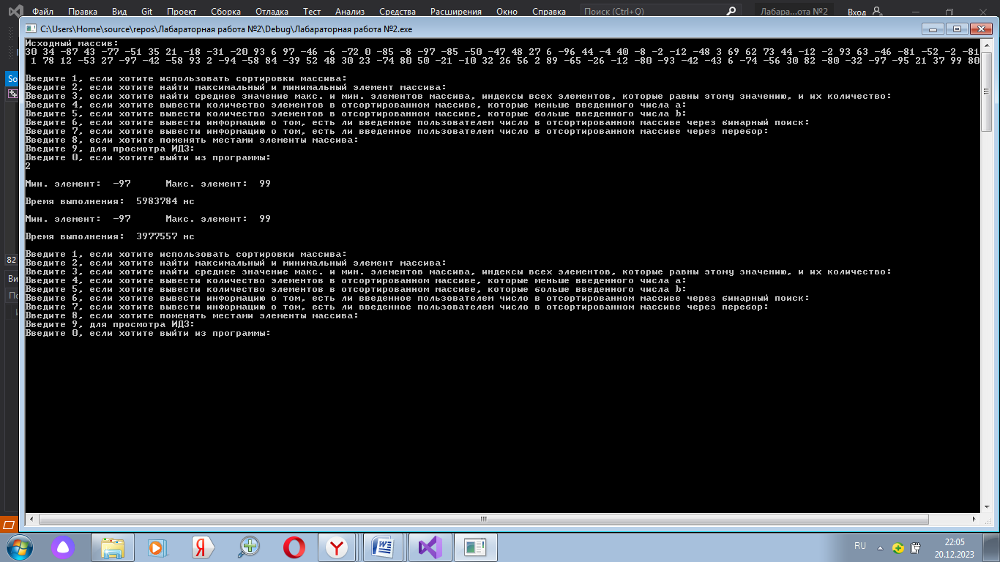 Файл Правка Вид Git Проект Сборка Отладка Тест Анализ Средства Расширения Окно Справка Поиск (Ctrl+Q) Лабара...ота №2 Вход
C:\Users\Home\source\repos\Лабараторная работа №2\Debug\Лабараторная работа №2.exe
Исходный массив:
30 34 -87 43 -77 -51 35 21 -18 -31 -20 93 6 97 -46 -6 -72 0 -85 -8 -97 -85 -50 -47 48 27 6 -96 44 -4 40 -8 -2 -12 -48 3 69 62 73 44 -12 -2 93 63 -46 -81 -52 -2 -81
1 78 12 -53 27 -97 -42 -58 93 2 -94 -58 84 -39 52 48 30 23 -74 80 50 -21 -10 32 26 56 2 89 -65 -26 -12 -80 -93 -42 -43 6 -74 -56 30 82 -80 -32 -97 -95 21 37 99 80
So
Введите 1, если хотите использовать сортировки массива:
Введите 2, если хотите найти максимальный и минимальный элемент массива:
Введите 3, если хотите найти среднее значение макс. и мин. элементов массива, индексы всех элементов, которые равны этому значению, и их количество:
Введите 4, если хотите вывести количество элементов в отсортированном массиве, которые меньше введенного числа a:
Введите 5, если хотите вывести количество элементов в отсортированном массиве, которые больше введенного числа b:
Введите 6, если хотите вывести информацию о том, есть ли введенное пользователем число в отсортированном массиве через бинарный поиск:
Введите 7, если хотите вывести информацию о том, есть ли введенное пользователем число в отсортированном массиве через перебор:
Введите 8, если хотите поменять местами элементы массива:
Введите 9, для просмотра ИДЗ:
Введите 0, если хотите выйти из программы:
2
Мин. элемент: -97 Макс. элемент: 99
Время выполнения: 5983784 нс
Мин. элемент: -97 Макс. элемент: 99
Время выполнения: 3977557 нс
Введите 1, если хотите использовать сортировки массива:
82
Введите 2, если хотите найти максимальный и минимальный элемент массива:
Введите 3, если хотите найти среднее значение макс. и мин. элементов массива, индексы всех элементов, которые равны этому значению, и их количество:
Ви
Введите 4, если хотите вывести количество элементов в отсортированном массиве, которые меньше введенного числа a:
Введите 5, если хотите вывести количество элементов в отсортированном массиве, которые больше введенного числа b:
По
Введите 6, если хотите вывести информацию о том, есть ли введенное пользователем число в отсортированном массиве через бинарный поиск:
Введите 7, если хотите вывести информацию о том, есть ли введенное пользователем число в отсортированном массиве через перебор:
Введите 8, если хотите поменять местами элементы массива:
Введите 9, для просмотра ИДЗ:
Введите 0, если хотите выйти из программы:
RU
22:05
20.12.2023